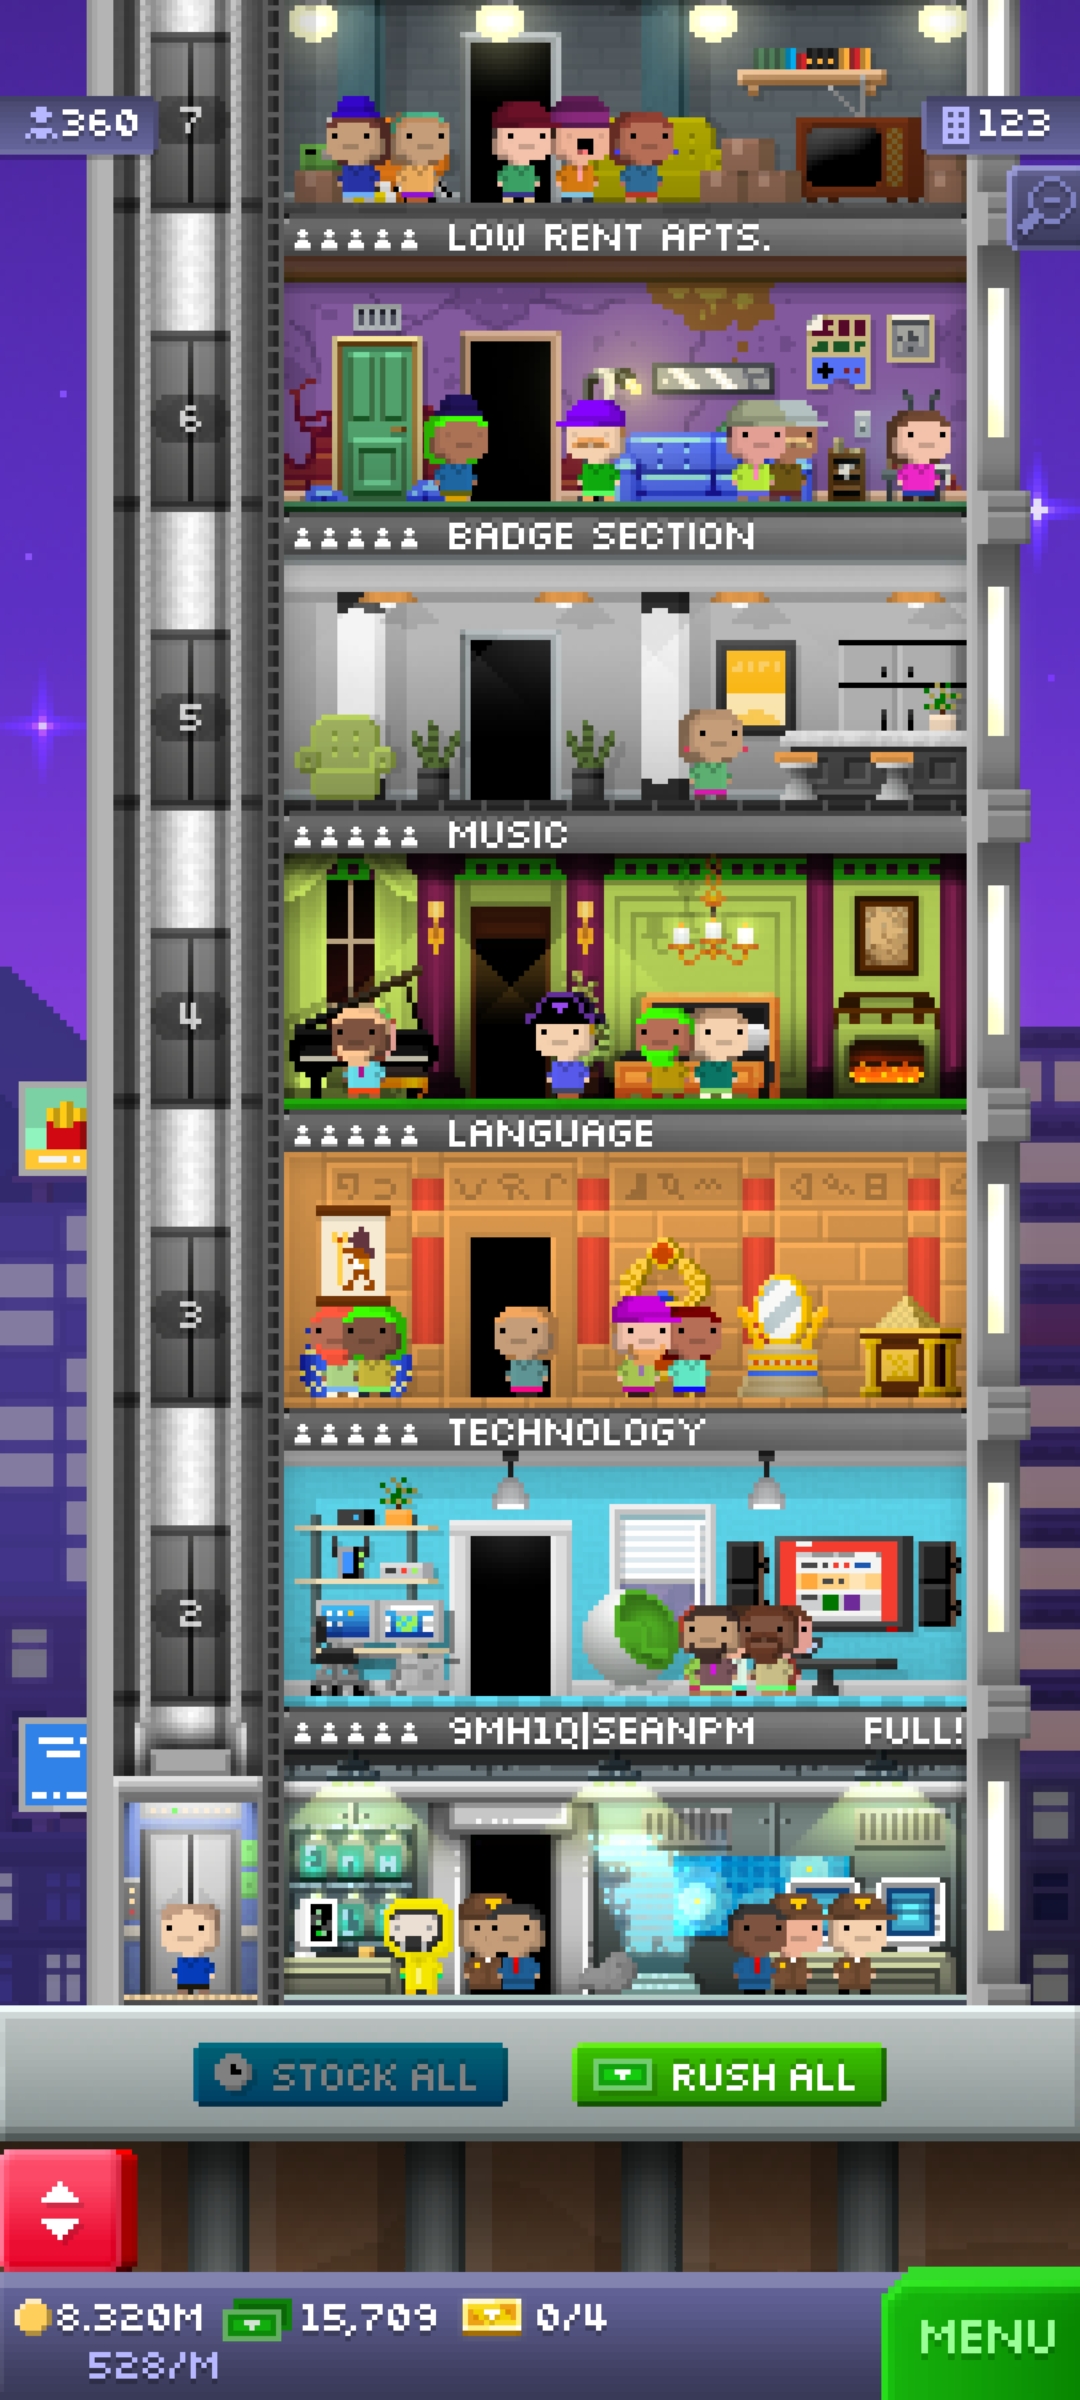 7
360
123
LOW RENT APTS.
6
BADGE SECTION
5
MUSIC
4
LANGUAGE
3
TECHNOLOGY
2
9MH1Q|SEANPM FULL!
STOCK ALL
RUSH ALL
8.320M 15,709 0/4
528/M
MENU